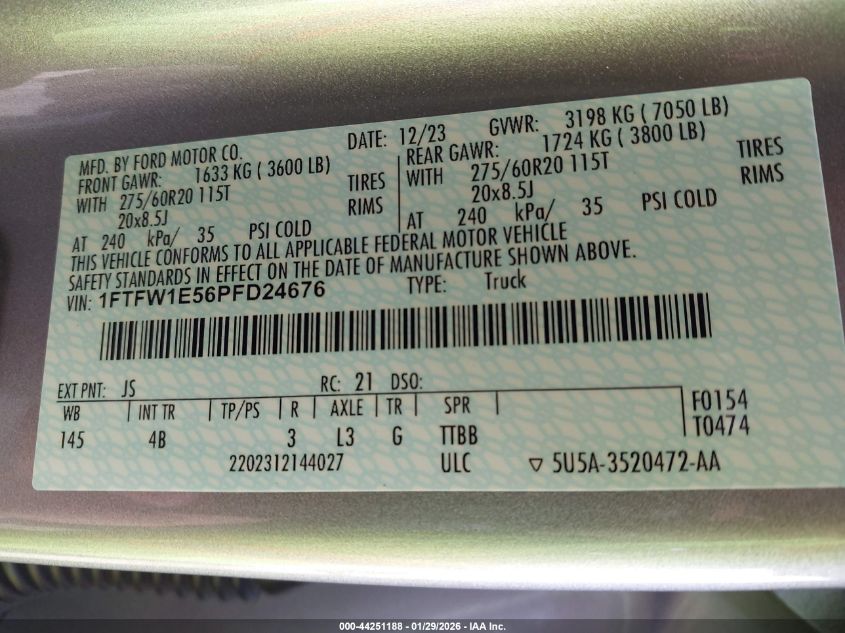 MFD. BY FORD MOTOR CO. DATE: 12/23 GVWR: 3198 KG ( 7050 LB)
FRONT GAWR: 1633 KG ( 3600 LB) REAR GAWR: 1724 KG ( 3800 LB)
WITH 275/60R20 115T TIRES WITH 275/60R20 115T TIRES
20x8.5J RIMS 20x8.5J RIMS
AT 240 kPa/ 35 PSI COLD AT 240 kPa/ 35 PSI COLD
THIS VEHICLE CONFORMS TO ALL APPLICABLE FEDERAL MOTOR VEHICLE
SAFETY STANDARDS IN EFFECT ON THE DATE OF MANUFACTURE SHOWN ABOVE.
VIN: 1FTFW1E56PFD24676 TYPE: Truck
EXT PNT: JS RC: 21 DSO:
WB INT TR TP/PS R AXLE TR SPR F0154
145 4B 3 L3 G TTBB T0474
2202312144027 ULC ▽ 5U5A-3520472-AA
000-44251188 - 01/29/2026 - IAA Inc.